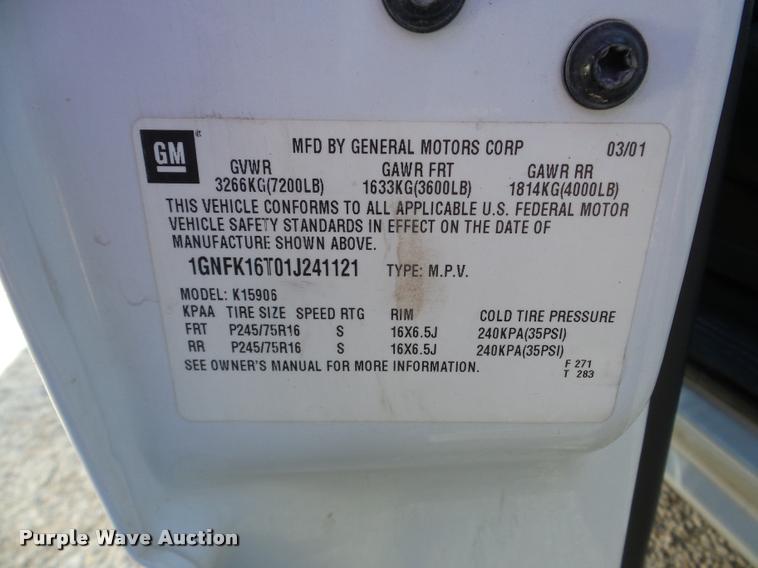 GM
MFD BY GENERAL MOTORS CORP 03/01
GVWR GAWR FRT GAWR RR
3266KG(7200LB) 1633KG(3600LB) 1814KG(4000LB)
THIS VEHICLE CONFORMS TO ALL APPLICABLE U.S. FEDERAL MOTOR
VEHICLE SAFETY STANDARDS IN EFFECT ON THE DATE OF
MANUFACTURE SHOWN ABOVE.
1GNFK16T01J241121 TYPE: M.P.V.
MODEL: K15906
KPAA TIRE SIZE SPEED RTG RIM COLD TIRE PRESSURE
FRT P245/75R16 S 16X6.5J 240KPA(35PSI)
RR P245/75R16 S 16X6.5J 240KPA(35PSI)
SEE OWNER'S MANUAL FOR MORE INFORMATION.
F 271
T 283
Purple Wave Auction